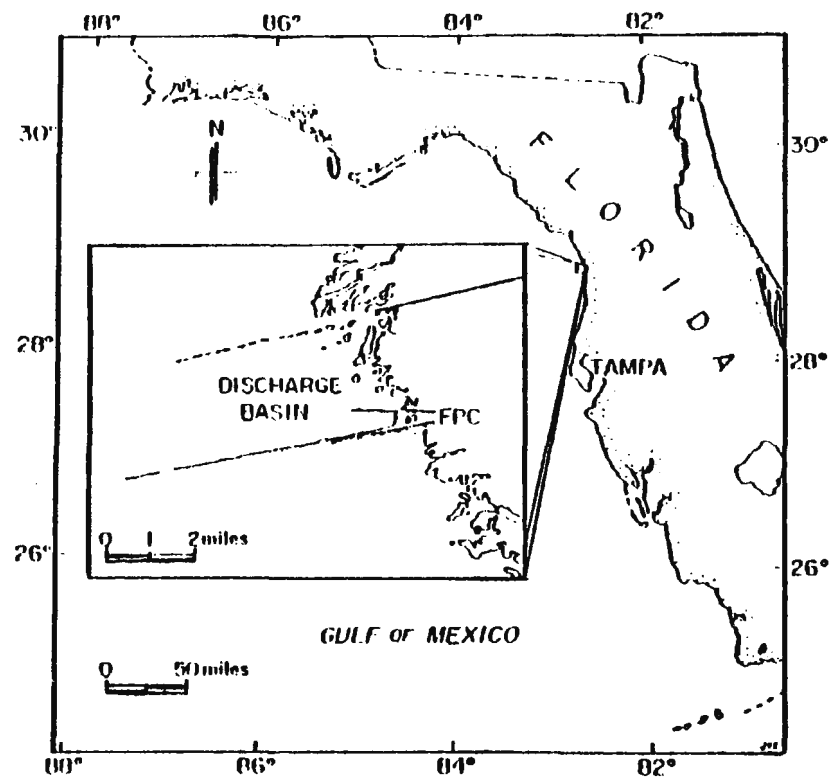 88° 86° 84° 82°
30° 30°
N
FLORIDA
28° 28°
TAMPA
DISCHARGE
BASIN
FPC
0 1 2 miles
26° 26°
GULF OF MEXICO
0 50 miles
88° 86° 84° 82°